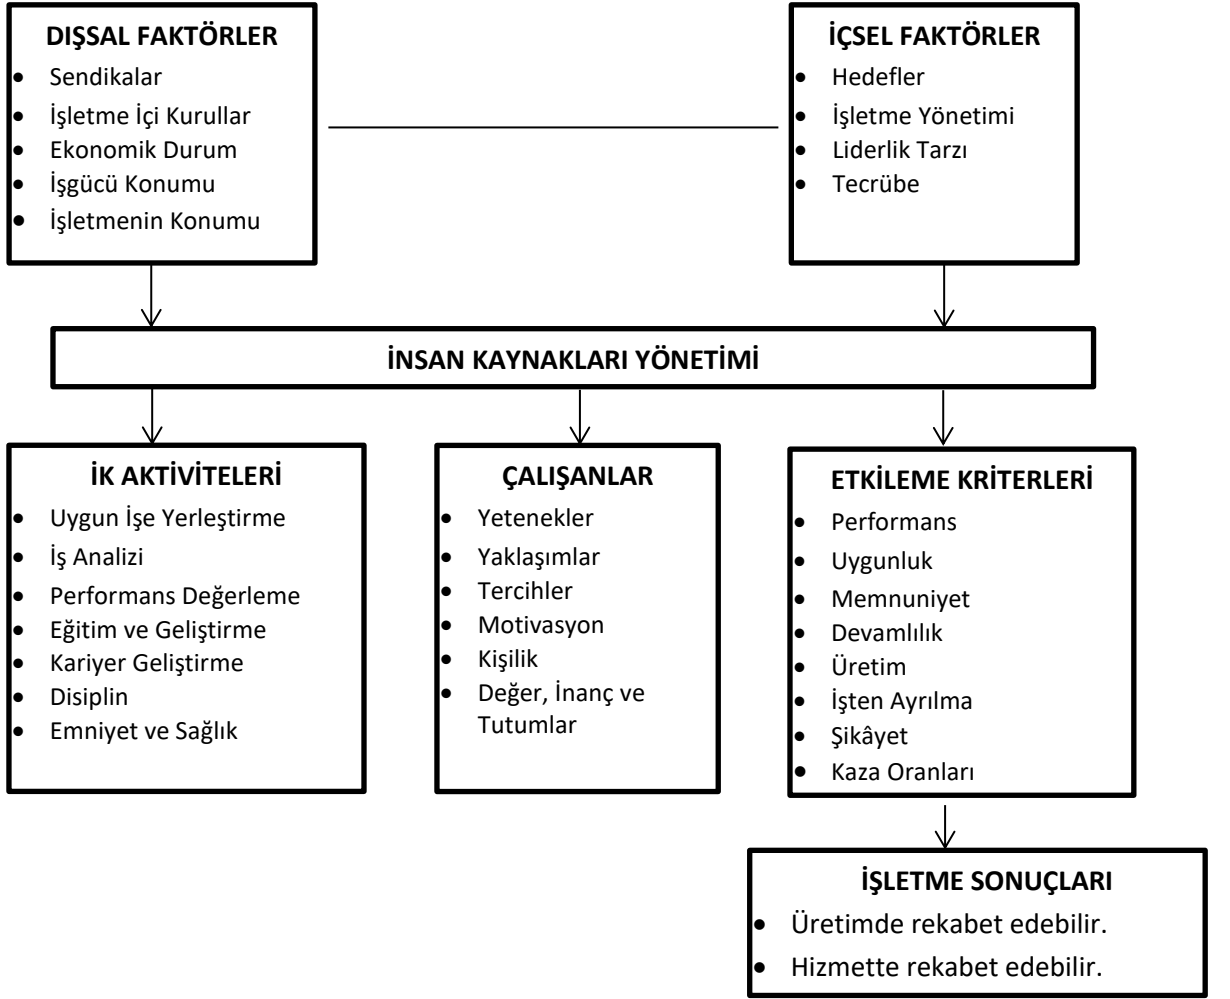 DIŞSAL FAKTÖRLER
• Sendikalar
• İşletme İçi Kurullar
• Ekonomik Durum
• İşgücü Konumu
• İşletmenin Konumu
İÇSEL FAKTÖRLER
• Hedefler
• İşletme Yönetimi
• Liderlik Tarzı
• Tecrübe
İNSAN KAYNAKLARI YÖNETİMİ
İK AKTİVİTELERİ
• Uygun İşe Yerleştirme
• İş Analizi
• Performans Değerleme
• Eğitim ve Geliştirme
• Kariyer Geliştirme
• Disiplin
• Emniyet ve Sağlık
ÇALIŞANLAR
• Yetenekler
• Yaklaşımlar
• Tercihler
• Motivasyon
• Kişilik
• Değer, İnanç ve
Tutumlar
ETKİLEME KRİTERLERİ
• Performans
• Uygunluk
• Memnuniyet
• Devamlılık
• Üretim
• İşten Ayrılma
• Şikâyet
• Kaza Oranları
İŞLETME SONUÇLARI
• Üretimde rekabet edebilir.
• Hizmette rekabet edebilir.